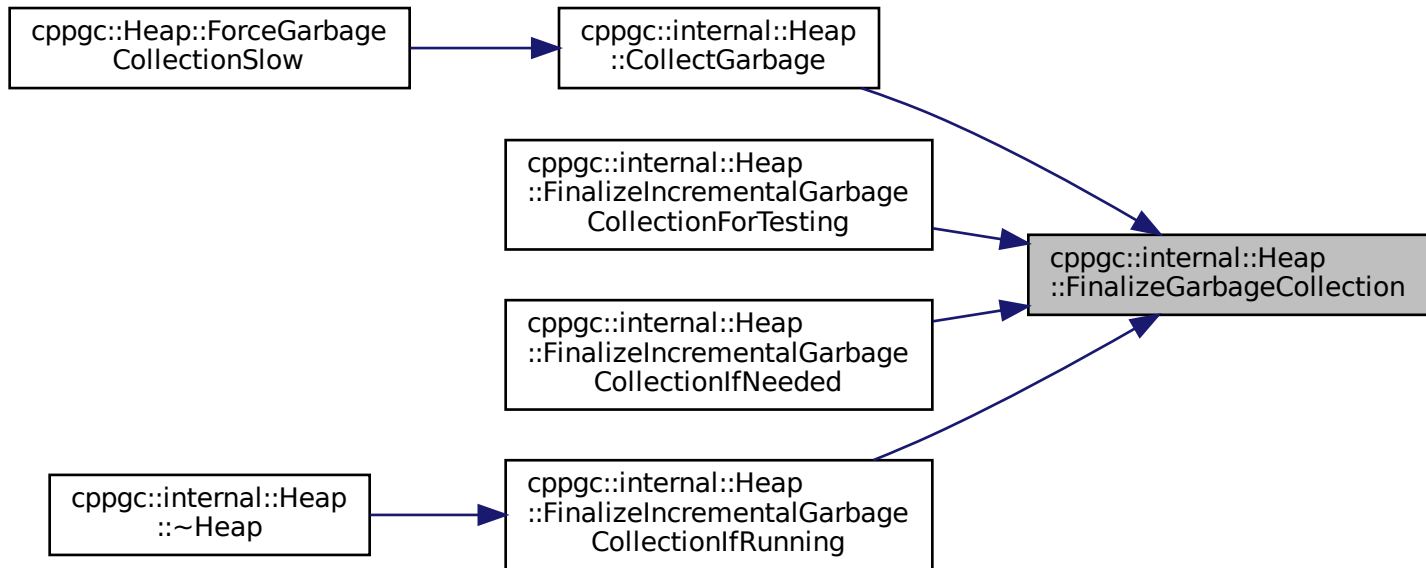 cppgc::Heap::ForceGarbage
CollectionSlow
cppgc::internal::Heap
::CollectGarbage
cppgc::internal::Heap
::FinalizeIncrementalGarbage
CollectionForTesting
cppgc::internal::Heap
::FinalizeGarbageCollection
cppgc::internal::Heap
::FinalizeIncrementalGarbage
CollectionIfNeeded
cppgc::internal::Heap
::~Heap
cppgc::internal::Heap
::FinalizeIncrementalGarbage
CollectionIfRunning